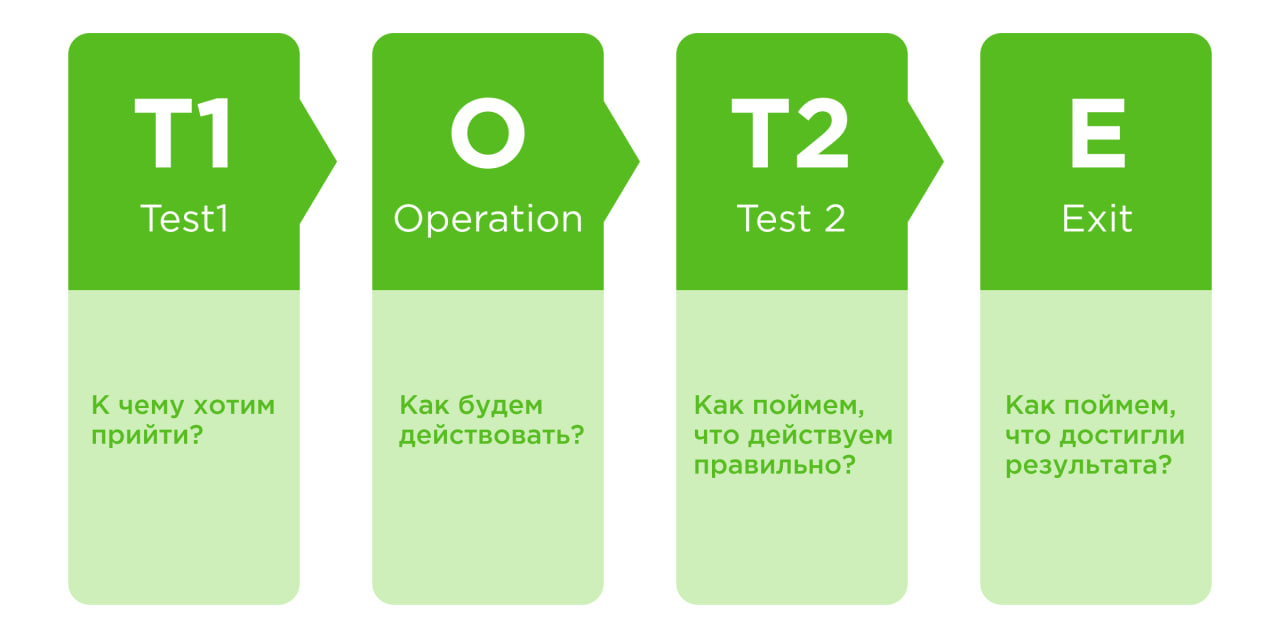 T1
Test1
К чему хотим
прийти?
O
Operation
Как будем
действовать?
T2
Test 2
Как поймем,
что действуем
правильно?
E
Exit
Как поймем,
что достигли
результата?